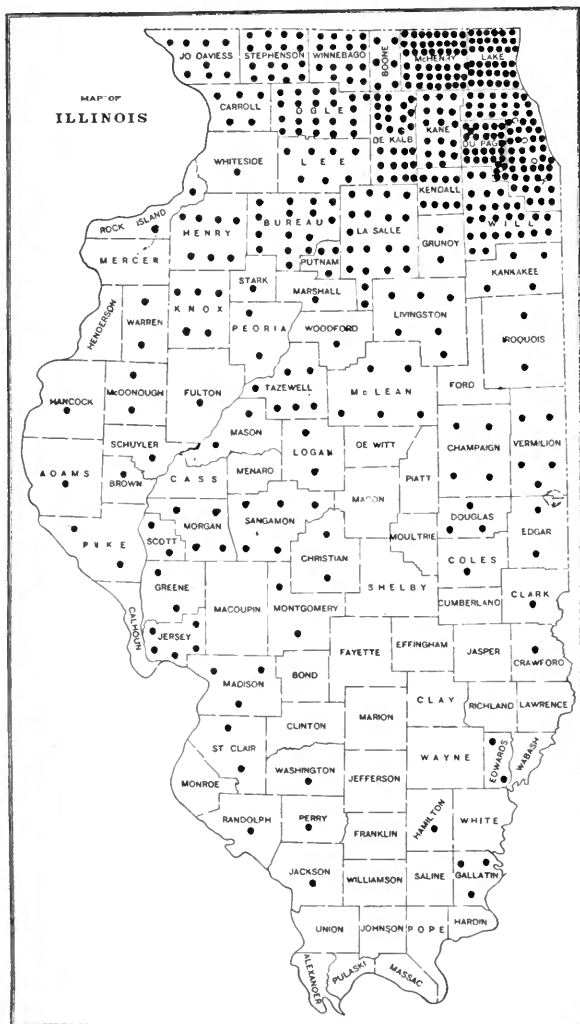 JO DAVIESS
STEPHENSON
WINNEBAGO
BOONE
McHENRY
LAKE
MAP OF
ILLINOIS
CARROLL
OGLE
DE KALB
KANE
COOK
DU PAGE
WHITESIDE
LEE
KENDALL
ROCK ISLAND
HENRY
BUREAU
LA SALLE
GRUNDY
WILL
MERCER
PUTNAM
KANKAKEE
STARK
MARSHALL
HENDERSON
WARREN
KNOX
PEORIA
WOODFORD
LIVINGSTON
IROQUOIS
HANCOCK
McDONOUGH
FULTON
TAZEWELL
McLEAN
FORD
SCHUYLER
MASON
LOGAN
DE WITT
CHAMPAIGN
VERMILION
ADAMS
BROWN
CASS
MENARD
MACON
PIATT
PIKE
SCOTT
MORGAN
SANGAMON
CHRISTIAN
MOULTRIE
DOUGLAS
EDGAR
COLES
GREENE
MACOUPIN
MONTGOMERY
SHELBY
CUMBERLAND
CLARK
CALHOUN
JERSEY
FAYETTE
EFFINGHAM
JASPER
CRAWFORD
MADISON
BOND
CLAY
RICHLAND
LAWRENCE
CLINTON
MARION
ST CLAIR
WASHINGTON
JEFFERSON
WAYNE
EDWARDS
WABASH
MONROE
RANDOLPH
PERRY
FRANKLIN
HAMILTON
WHITE
JACKSON
WILLIAMSON
SALINE
GALLATIN
UNION
JOHNSON
POPE
HARDIN
ALEXANDER
PULASKI
MASSAC